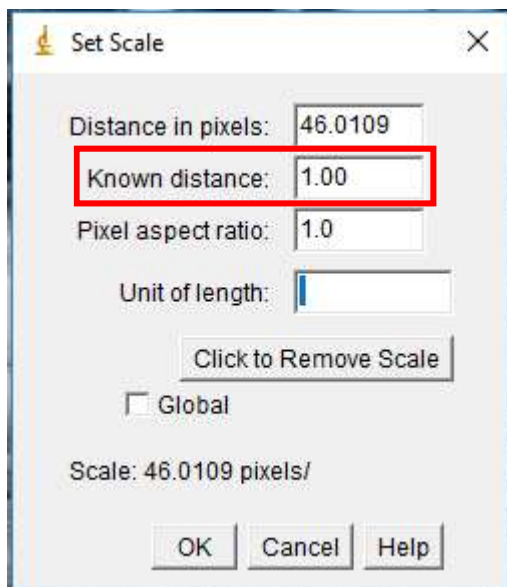 Set Scale
Distance in pixels: 46.0109
Known distance: 1.00
Pixel aspect ratio: 1.0
Unit of length:
Click to Remove Scale
Global
Scale: 46.0109 pixels/
OK Cancel Help